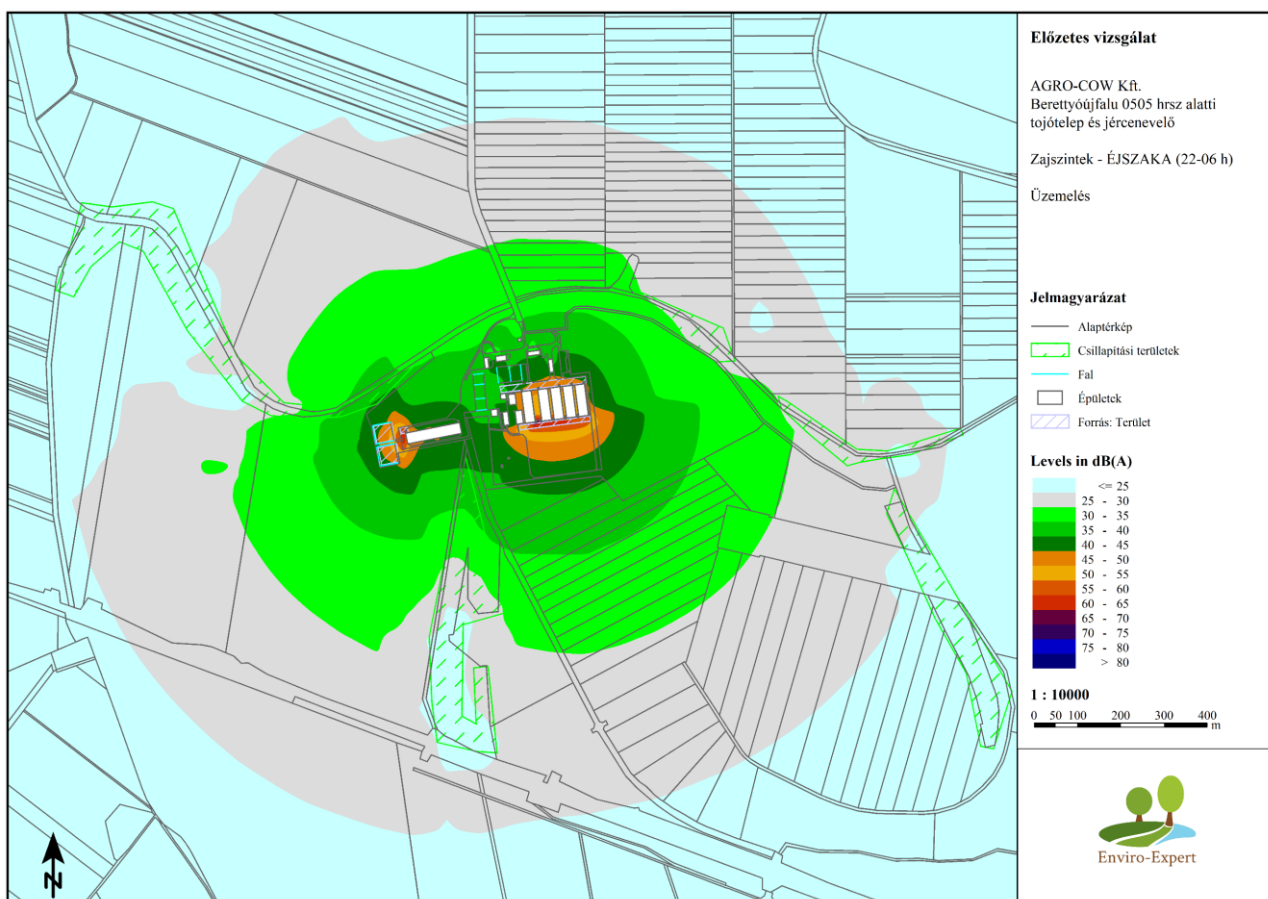 Előzetes vizsgálat
AGRO-COW Kft.
Berettyóújfalu 0505 hrsz alatti
tojótelep és jércenevelő
Zajszintek - ÉJSZAKA (22-06 h)
Üzemelés
Jelmagyarázat
Alaptérkép
Csillapítási területek
Fal
Épületek
Forrás: Terület
Levels in dB(A)
<= 25
25 - 30
30 - 35
35 - 40
40 - 45
45 - 50
50 - 55
55 - 60
60 - 65
65 - 70
70 - 75
75 - 80
> 80
1 : 10000
0 50 100 200 300 400
m
Enviro-Expert
N